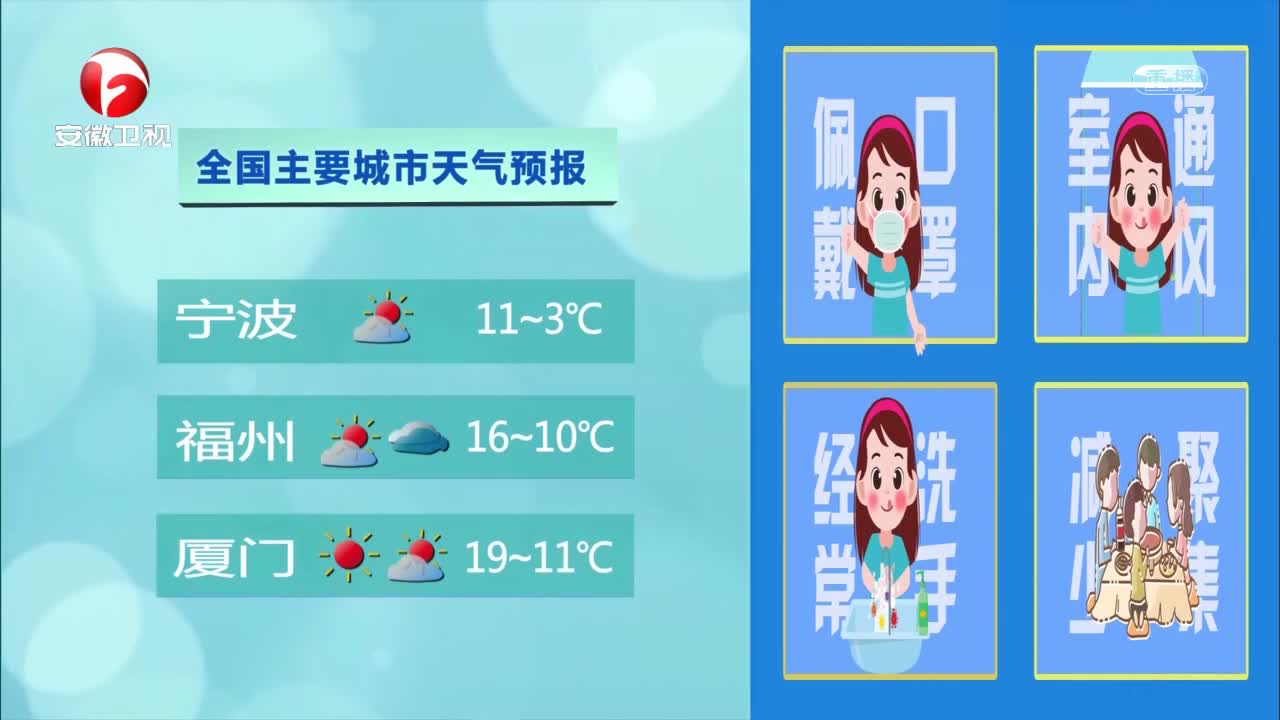 安徽卫视
全国主要城市天气预报
宁波 11~3℃
福州 16~10℃
厦门 19~11℃
佩戴口罩
室内通风
重播
经常洗手
减少聚集